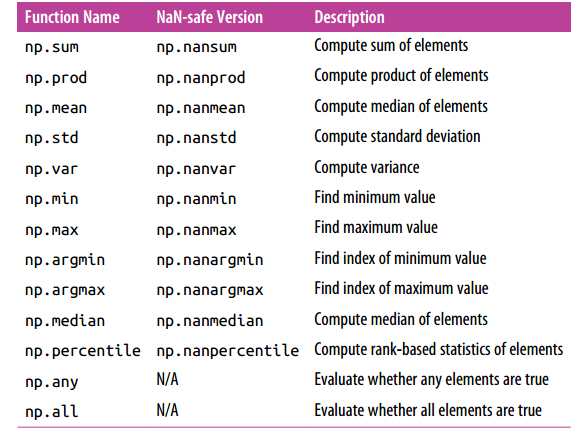 Function Name NaN-safe Version Description
np.sum np.nansum Compute sum of elements
np.prod np.nanprod Compute product of elements
np.mean np.nanmean Compute median of elements
np.std np.nanstd Compute standard deviation
np.var np.nanvar Compute variance
np.min np.nanmin Find minimum value
np.max np.nanmax Find maximum value
np.argmin np.nanargmin Find index of minimum value
np.argmax np.nanargmax Find index of maximum value
np.median np.nanmedian Compute median of elements
np.percentile np.nanpercentile Compute rank-based statistics of elements
np.any N/A Evaluate whether any elements are true
np.all N/A Evaluate whether all elements are true